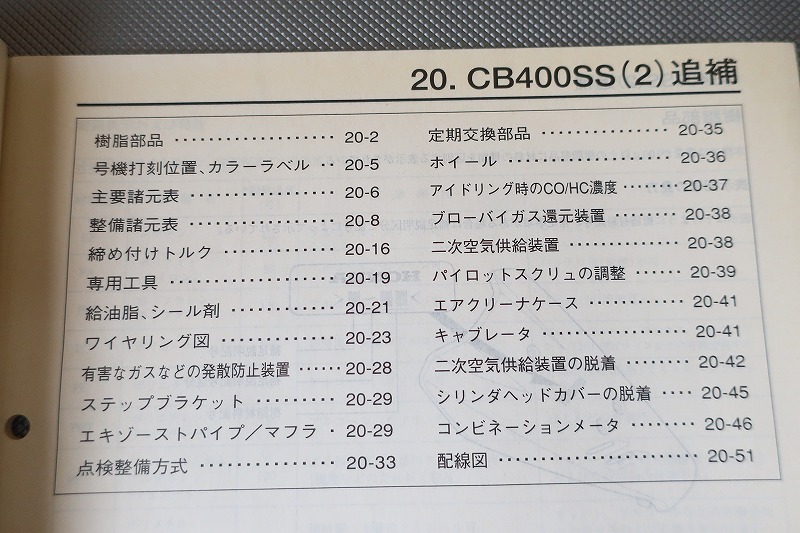 20. CB400SS(2)追補
樹脂部品 ・・・・・・・・・・・・・・・・・・ 20-2
号機打刻位置、カラーラベル ・・ 20-5
主要諸元表 ・・・・・・・・・・・・・・・・ 20-6
整備諸元表 ・・・・・・・・・・・・・・・・ 20-8
締め付けトルク ・・・・・・・・・・・・ 20-16
専用工具 ・・・・・・・・・・・・・・・・・ 20-19
給油脂、シール剤 ・・・・・・・・・・・ 20-21
ワイヤリング図 ・・・・・・・・・・・・ 20-23
有害なガスなどの発散防止装置 ・・・・・・ 20-28
ステップブラケット ・・・・・・・・・ 20-29
エキゾーストパイプ／マフラ ・ 20-29
点検整備方式 ・・・・・・・・・・・・・・ 20-33
定期交換部品 ・・・・・・・・・・・・・・ 20-35
ホイール ・・・・・・・・・・・・・・・・・・ 20-36
アイドリング時のCO/HC濃度 ・・・・・・ 20-37
ブローバイガス還元装置 ・・・・・・・ 20-38
二次空気供給装置 ・・・・・・・・・・・ 20-38
パイロットスクリュの調整 ・・・・・・ 20-39
エアクリーナケース ・・・・・・・・・・ 20-41
キャブレータ ・・・・・・・・・・・・・・ 20-41
二次空気供給装置の脱着 ・・・・・・・ 20-42
シリンダヘッドカバーの脱着 ・・・・ 20-45
コンビネーションメータ ・・・・・・・ 20-46
配線図 ・・・・・・・・・・・・・・・・・・・・・ 20-51